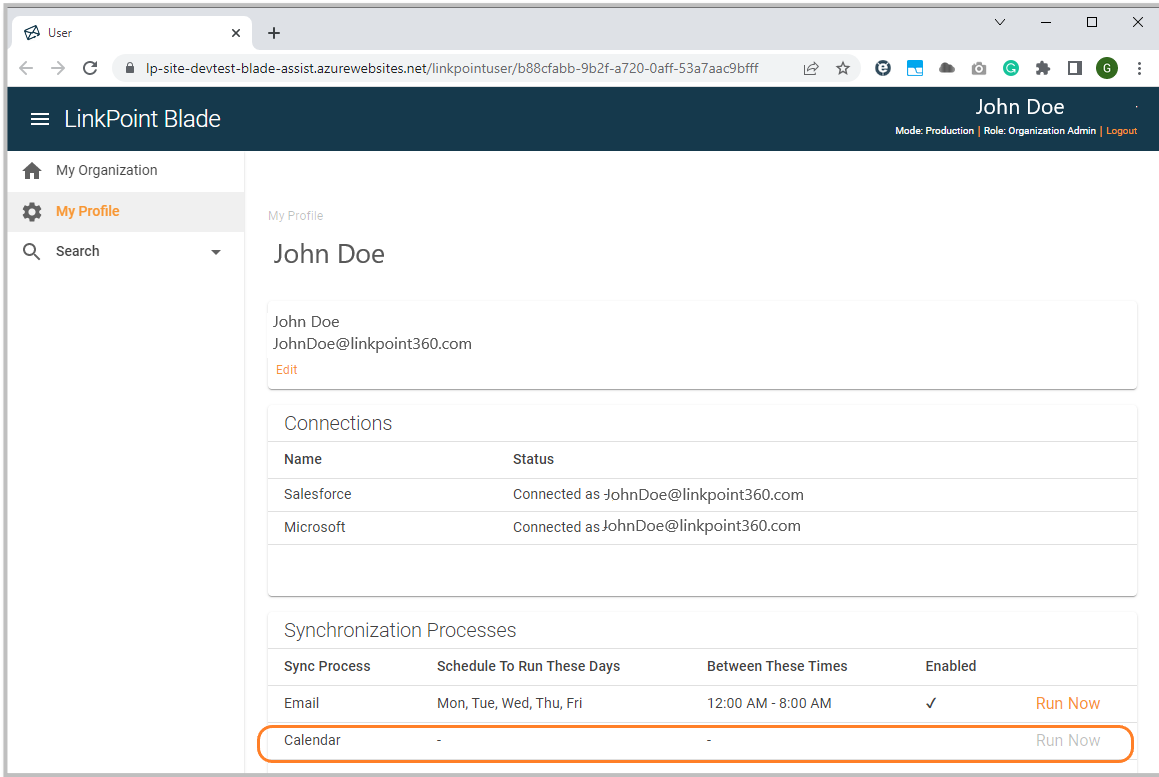 User
lp-site-devtest-blade-assist.azurewebsites.net/linkpointuser/b88cfabb-9b2f-a720-0aff-53a7aac9bfff
G
LinkPoint Blade
John Doe
Mode: Production | Role: Organization Admin | Logout
My Organization
My Profile
Search
My Profile
John Doe
John Doe
JohnDoe@linkpoint360.com
Edit
Connections
Name Status
Salesforce Connected as JohnDoe@linkpoint360.com
Microsoft Connected as JohnDoe@linkpoint360.com
Synchronization Processes
Sync Process Schedule To Run These Days Between These Times Enabled
Email Mon, Tue, Wed, Thu, Fri 12:00 AM - 8:00 AM ✓ Run Now
Calendar - - Run Now